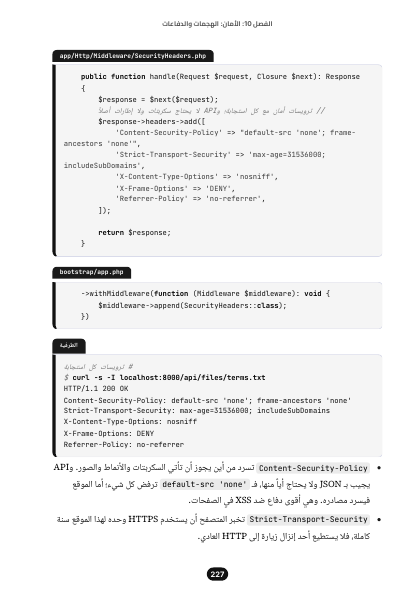 الفصل 10: الأمان: الهجمات والدفاعات
app/Http/Middleware/SecurityHeaders.php
public function handle(Request $request, Closure $next): Response
{
$response = $next($request);
// ترويسات أمان مع كل استجابة؛ وAPI لا يحتاج سكربتات ولا إطارات أصلاً
$response->headers->add([
'Content-Security-Policy' => "default-src 'none'; frame-
ancestors 'none'",
'Strict-Transport-Security' => 'max-age=31536000;
includeSubDomains',
'X-Content-Type-Options' => 'nosniff',
'X-Frame-Options' => 'DENY',
'Referrer-Policy' => 'no-referrer',
]);
return $response;
}
bootstrap/app.php
->withMiddleware(function (Middleware $middleware): void {
$middleware->append(SecurityHeaders::class);
})
الطرفية
# ترويسات كل استجابة
$ curl -s -I localhost:8000/api/files/terms.txt
HTTP/1.1 200 OK
Content-Security-Policy: default-src 'none'; frame-ancestors 'none'
Strict-Transport-Security: max-age=31536000; includeSubDomains
X-Content-Type-Options: nosniff
X-Frame-Options: DENY
Referrer-Policy: no-referrer
• Content-Security-Policy تسرد من أين يجوز أن تأتي السكربتات والأنماط والصور. وAPI
يجيب بـ JSON ولا يحتاج أياً منها، فـ default-src 'none' ترفض كل شيء؛ أما الموقع
فيسرد مصادره. وهي أقوى دفاع ضد XSS في الصفحات.
• Strict-Transport-Security تخبر المتصفح أن يستخدم HTTPS وحده لهذا الموقع سنة
كاملة، فلا يستطيع أحد إنزال زيارة إلى HTTP العادي.
227